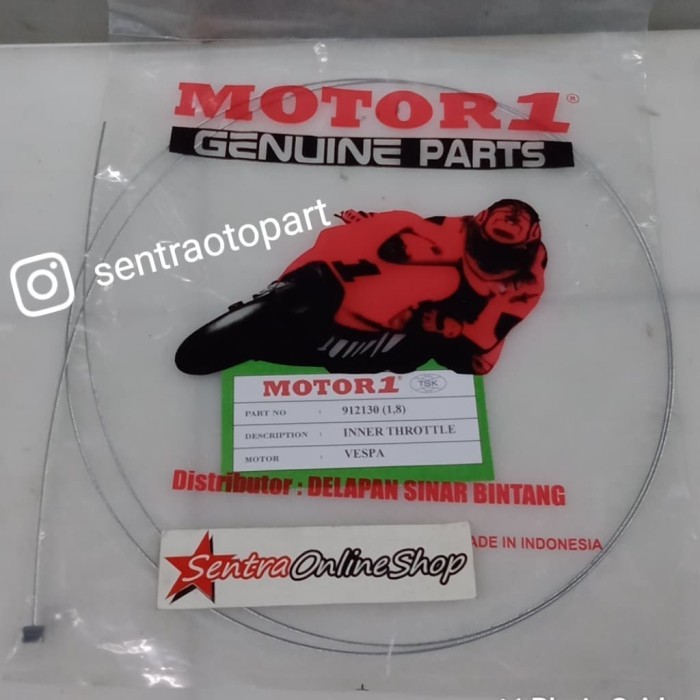 MOTOR1®
GENUINE PARTS
sentraotopart
1
MOTOR1® TSK
PART NO : 912130 (1,8)
DESCRIPTION : INNER THROTTLE
MOTOR : VESPA
Distributor : DELAPAN SINAR BINTANG
ADE IN INDONESIA
SentraOnlineShop